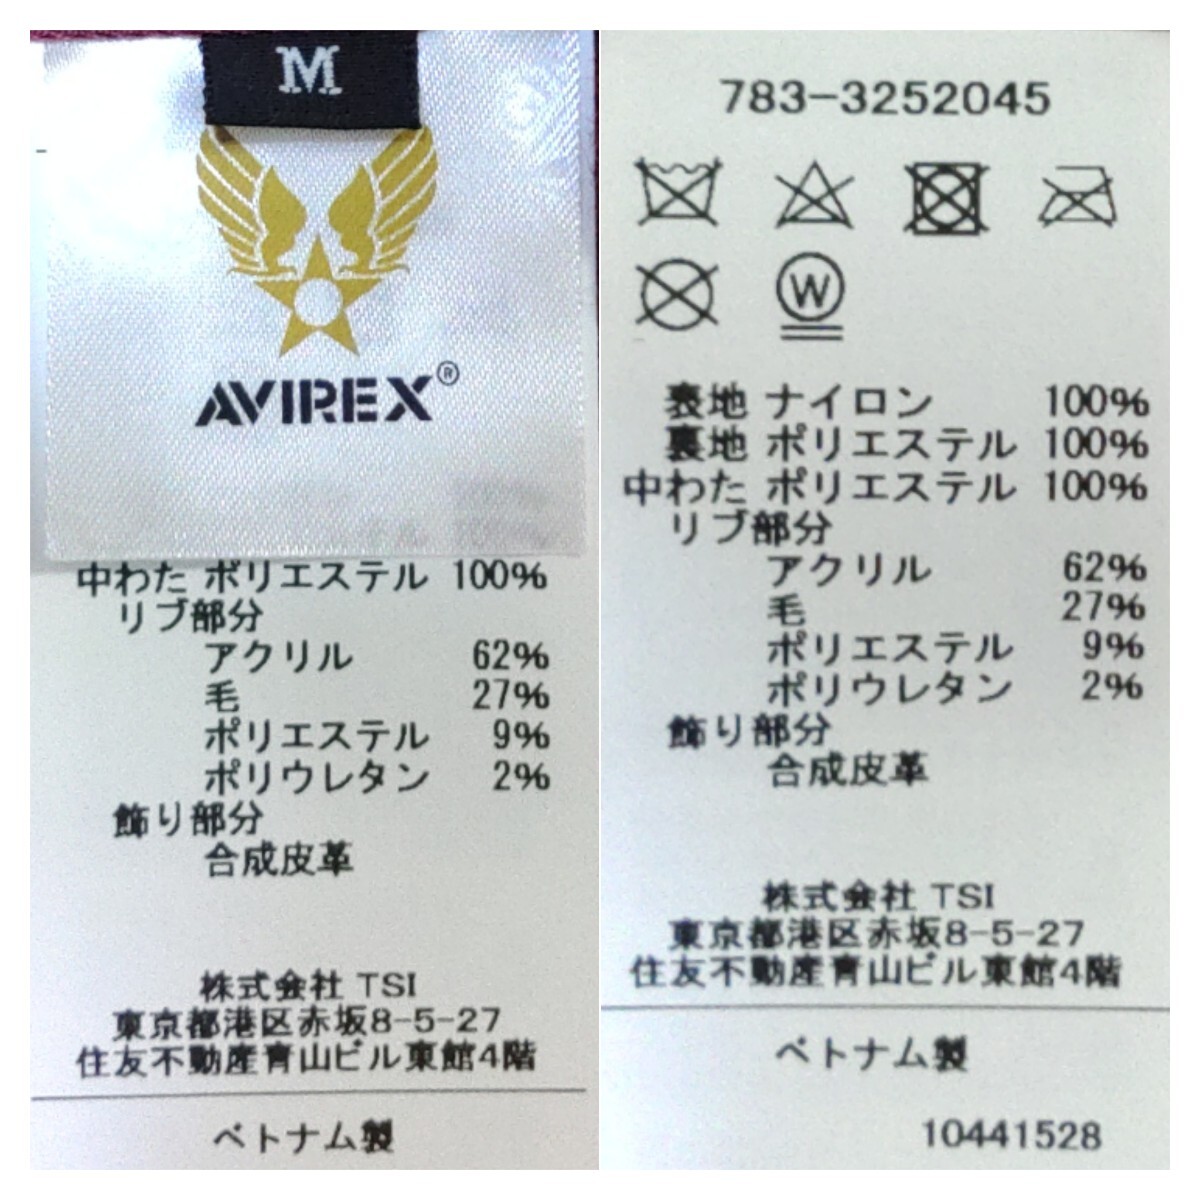 M
AVIREX®
中わた ポリエステル 100%
リブ部分
アクリル 62%
毛 27%
ポリエステル 9%
ポリウレタン 2%
飾り部分
合成皮革
株式会社 TSI
東京都港区赤坂8-5-27
住友不動産青山ビル東館4階
ベトナム製
783-3252045
W
表地 ナイロン 100%
裏地 ポリエステル 100%
中わた ポリエステル 100%
リブ部分
アクリル 62%
毛 27%
ポリエステル 9%
ポリウレタン 2%
飾り部分
合成皮革
株式会社 TSI
東京都港区赤坂8-5-27
住友不動産青山ビル東館4階
ベトナム製
10441528